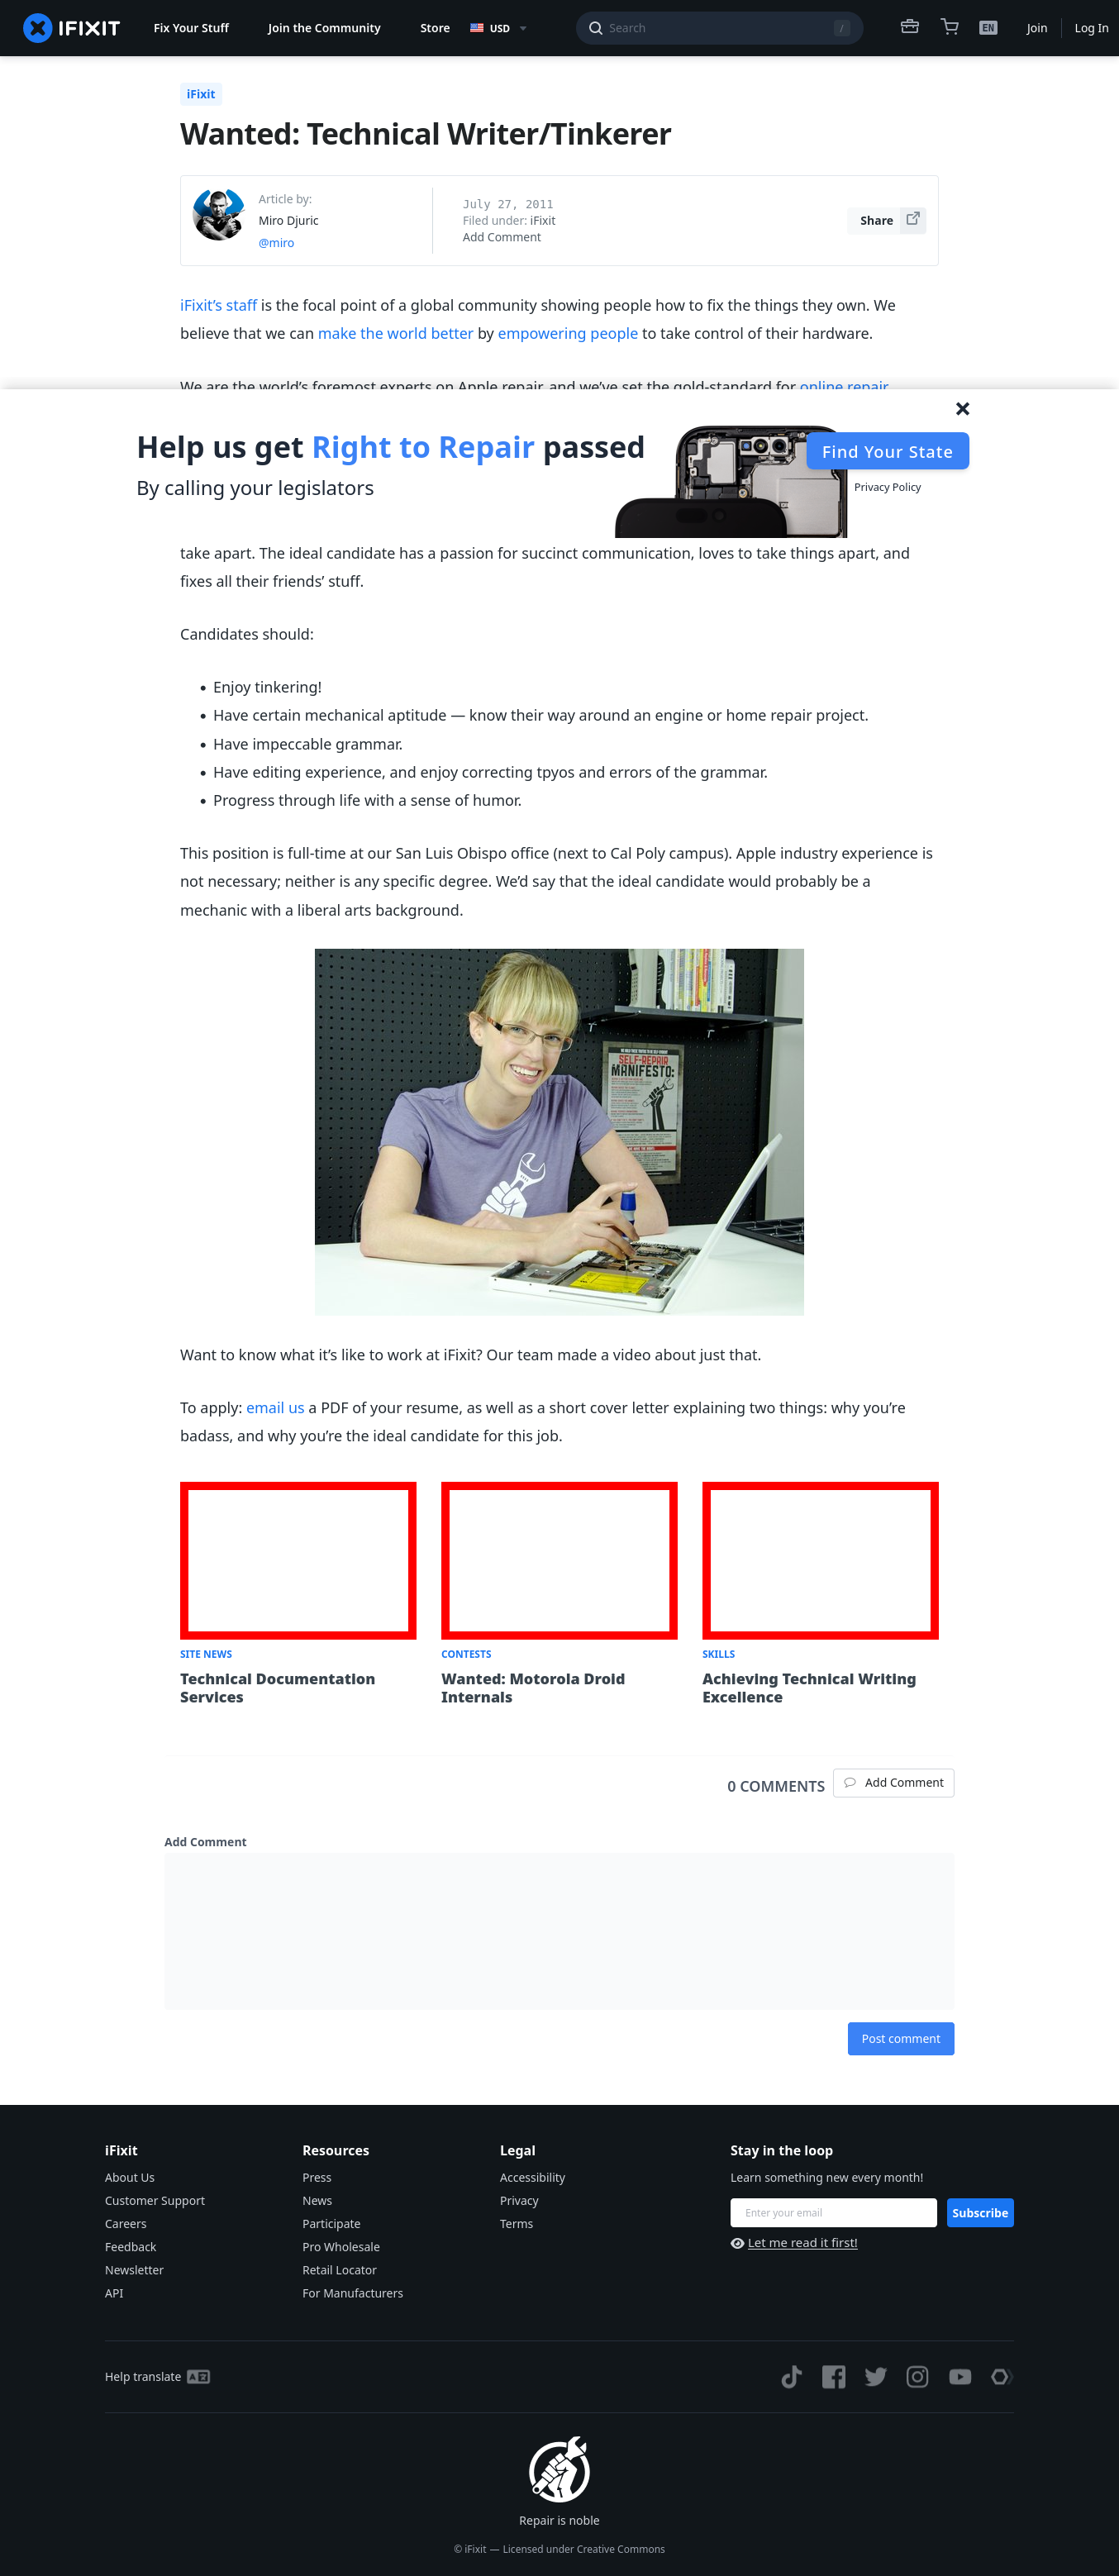 IFIXIT
Fix Your Stuff
Join the Community
Store
USD
Search
/
EN
Join
Log In
iFixit
Wanted: Technical Writer/Tinkerer
Article by:
Miro Djuric
@miro
July 27, 2011
Filed under: iFixit
Add Comment
Share
iFixit’s staff is the focal point of a global community showing people how to fix the things they own. We
believe that we can make the world better by empowering people to take control of their hardware.
We are the world’s foremost experts on Apple repair, and we’ve set the gold-standard for online repair
Help us get Right to Repair passed
By calling your legislators
Find Your State
Privacy Policy
take apart. The ideal candidate has a passion for succinct communication, loves to take things apart, and
fixes all their friends’ stuff.
Candidates should:
• Enjoy tinkering!
• Have certain mechanical aptitude — know their way around an engine or home repair project.
• Have impeccable grammar.
• Have editing experience, and enjoy correcting tpyos and errors of the grammar.
• Progress through life with a sense of humor.
This position is full-time at our San Luis Obispo office (next to Cal Poly campus). Apple industry experience is
not necessary; neither is any specific degree. We’d say that the ideal candidate would probably be a
mechanic with a liberal arts background.
SELF-REPAIR
MANIFESTO:
Want to know what it’s like to work at iFixit? Our team made a video about just that.
To apply: email us a PDF of your resume, as well as a short cover letter explaining two things: why you’re
badass, and why you’re the ideal candidate for this job.
SITE NEWS
Technical Documentation
Services
CONTESTS
Wanted: Motorola Droid
Internals
SKILLS
Achieving Technical Writing
Excellence
0 COMMENTS
Add Comment
Add Comment
Post comment
iFixit
About Us
Customer Support
Careers
Feedback
Newsletter
API
Resources
Press
News
Participate
Pro Wholesale
Retail Locator
For Manufacturers
Legal
Accessibility
Privacy
Terms
Stay in the loop
Learn something new every month!
Enter your email
Subscribe
Let me read it first!
Help translate
Repair is noble
© iFixit — Licensed under Creative Commons